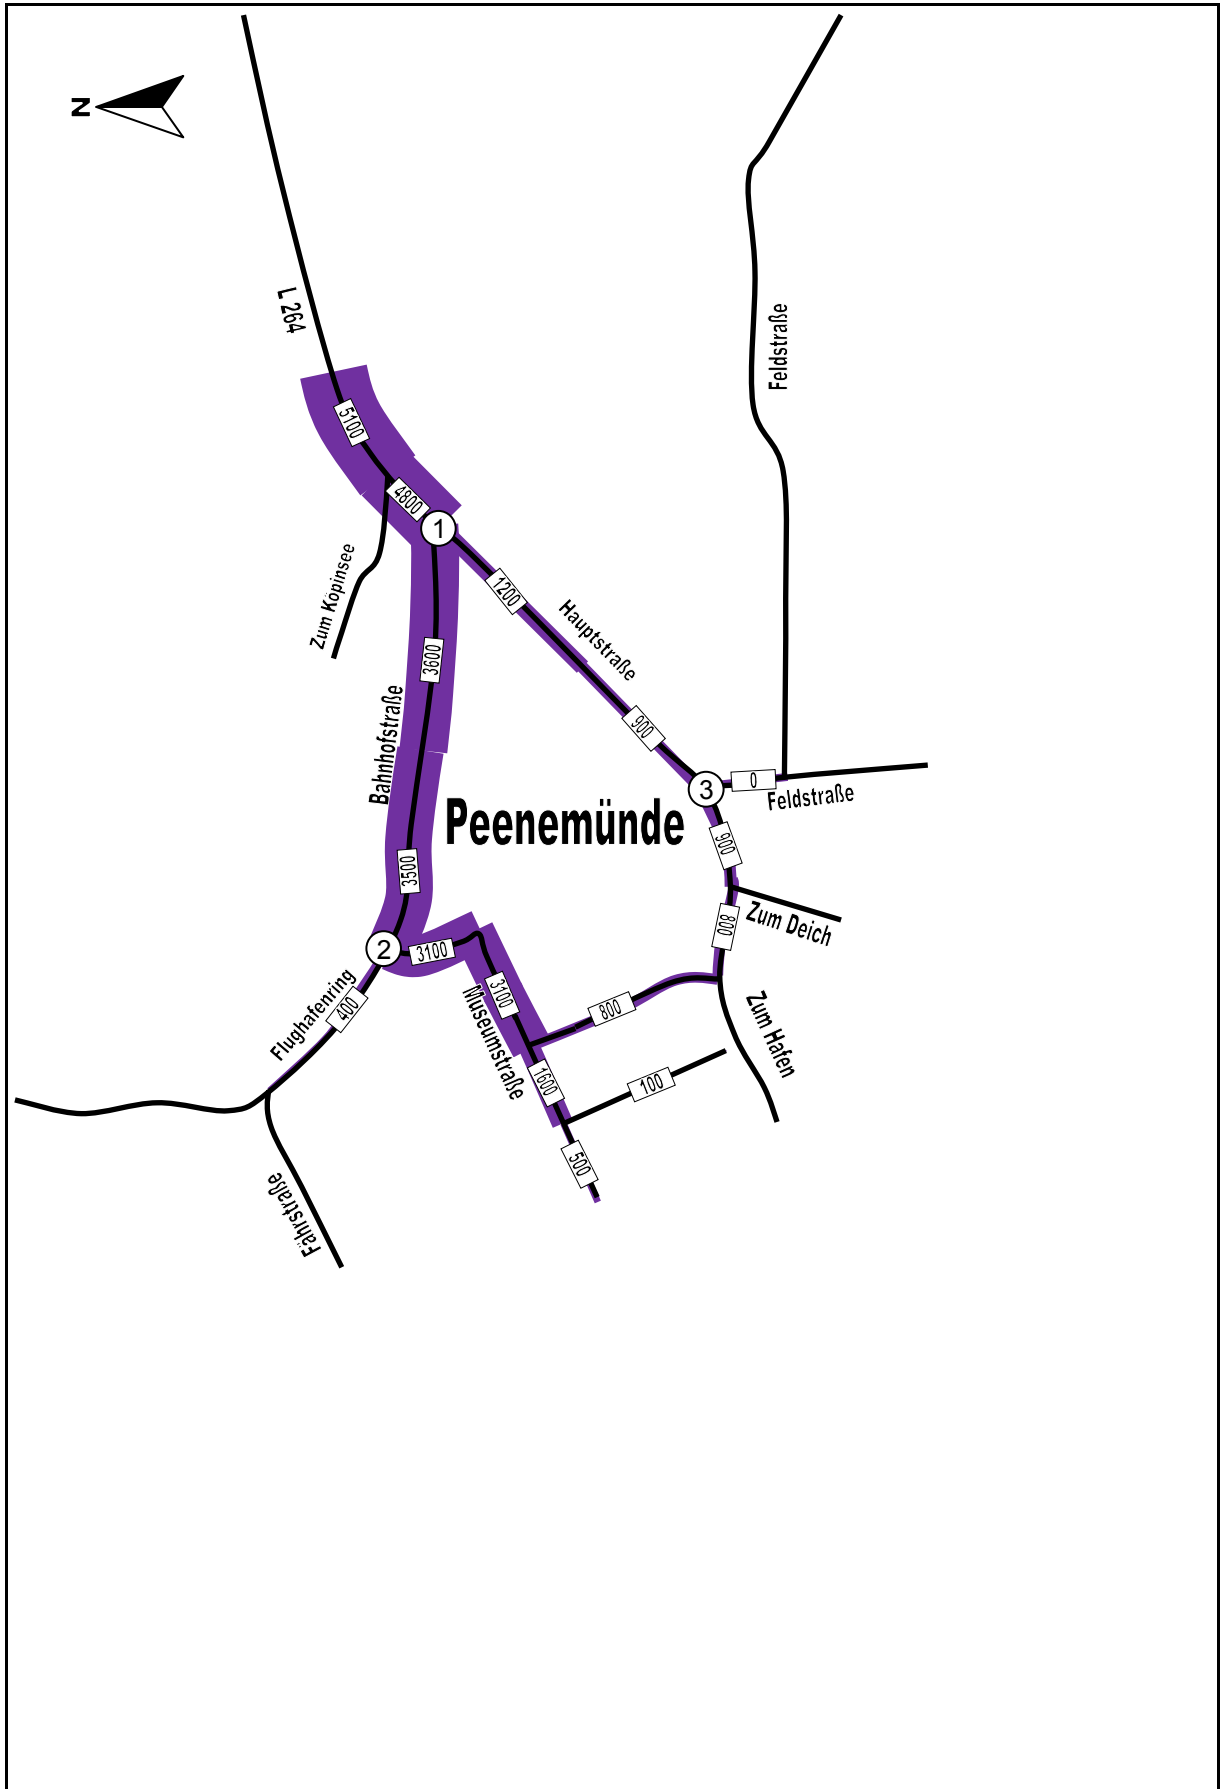 N
L 264
Feldstraße
5100
4800
1
Zum Köpinsee
1200
Hauptstraße
3600
Bahnhofstraße
900
3
0
Feldstraße
Peenemünde
900
3500
Zum Deich
800
2
3100
Flughafenring
400
3100
Museumstraße
800
Zum Hafen
1600
100
500
Fährstraße